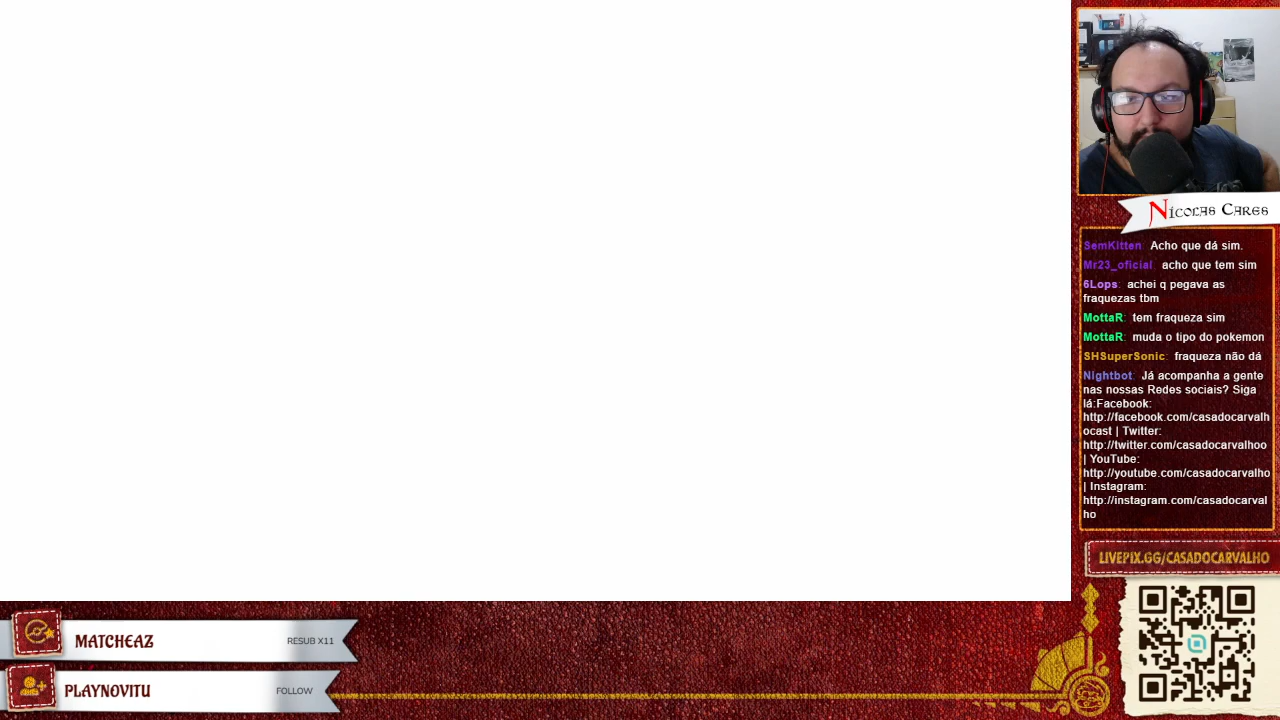 Nicolas Cares
SemKitten: Acho que dá sim.
Mr23_oficial: acho que tem sim
6Lops: achei q pegava as
fraquezas tbm
MottaR: tem fraqueza sim
MottaR: muda o tipo do pokemon
SHSuperSonic: fraqueza não dá
Nightbot: Já acompanha a gente
nas nossas Redes sociais? Siga
lá:Facebook:
http://facebook.com/casadocarvalh
ocast | Twitter:
http://twitter.com/casadocarvalhoo
| YouTube:
http://youtube.com/casadocarvalho
| Instagram:
http://instagram.com/casadocarval
ho
LIVEPIX.GG/CASADOCARVALHO
MATCHEAZ RESUB X11
PLAYNOVITU FOLLOW